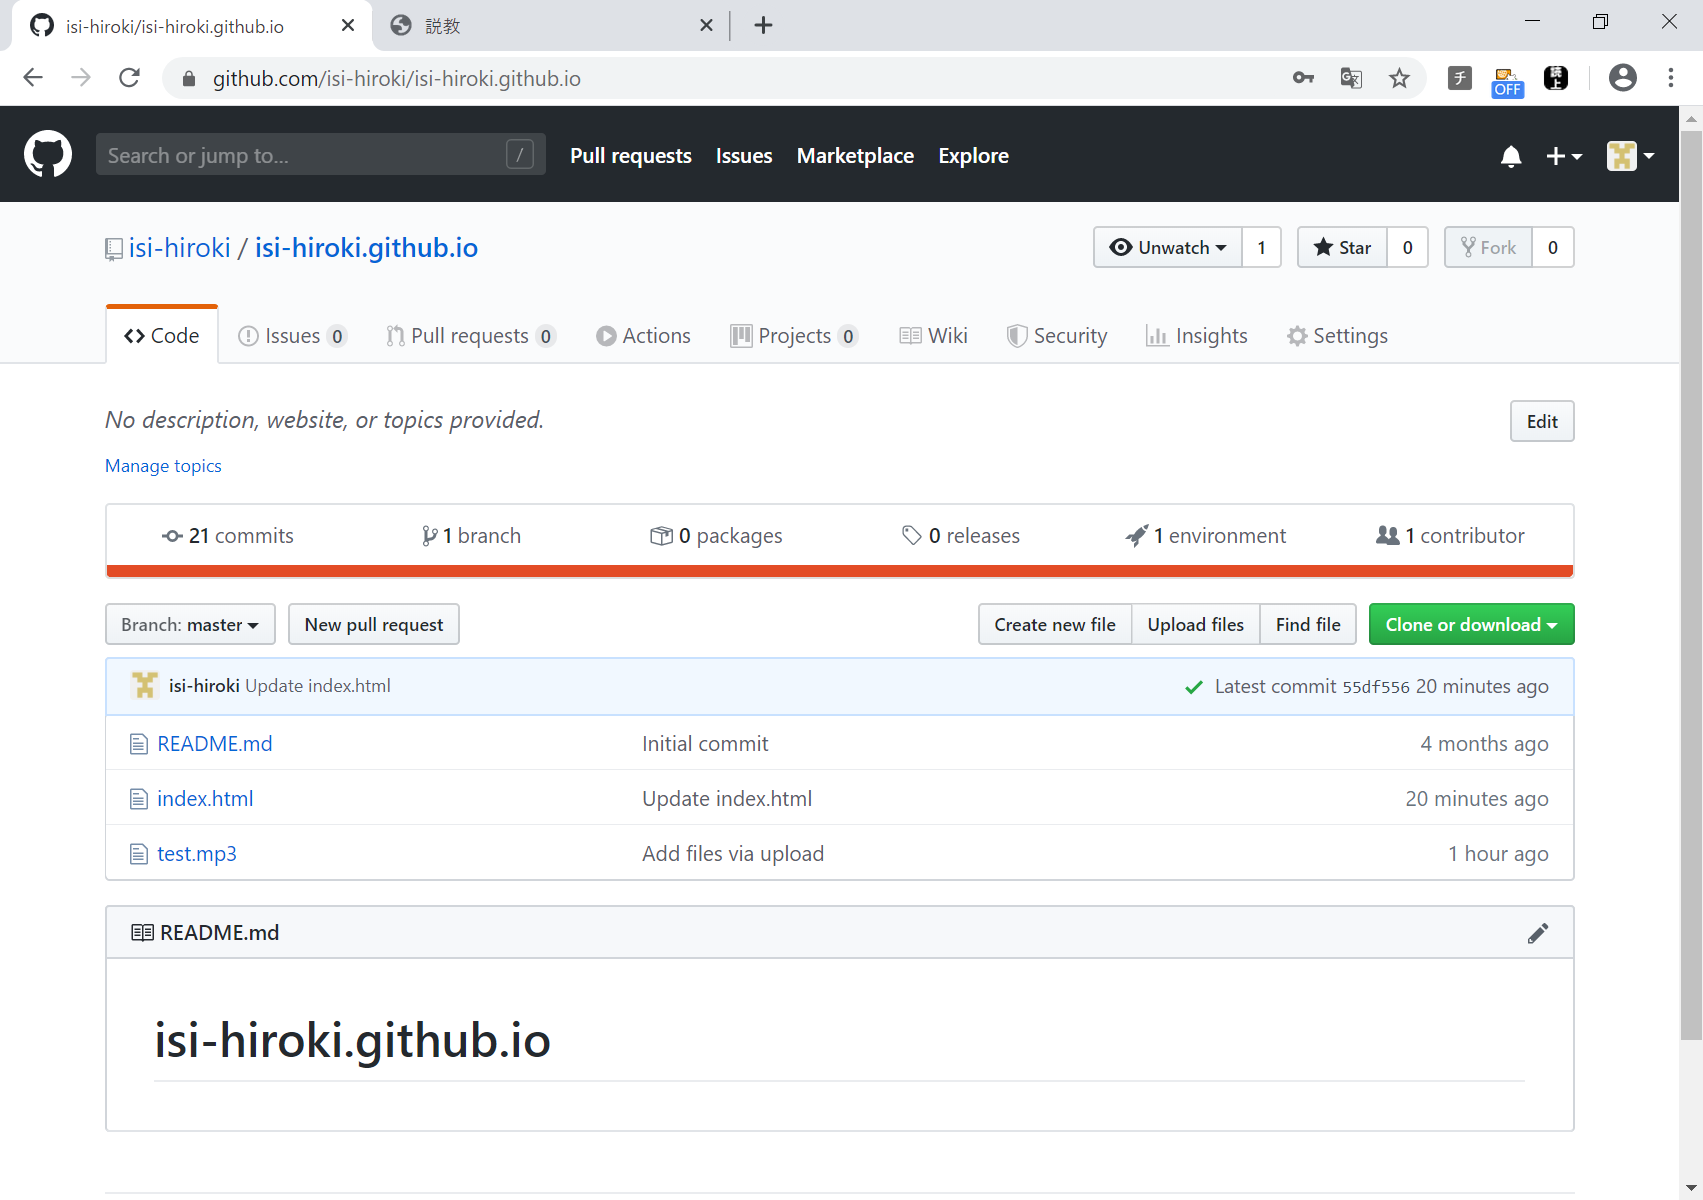 isi-hiroki/isi-hiroki.github.io
説教
github.com/isi-hiroki/isi-hiroki.github.io
チ
OFF
読上
Search or jump to...
/
Pull requests
Issues
Marketplace
Explore
isi-hiroki / isi-hiroki.github.io
Unwatch 1
Star 0
Fork 0
Code
Issues 0
Pull requests 0
Actions
Projects 0
Wiki
Security
Insights
Settings
No description, website, or topics provided.
Edit
Manage topics
21 commits
1 branch
0 packages
0 releases
1 environment
1 contributor
Branch: master
New pull request
Create new file
Upload files
Find file
Clone or download
isi-hiroki Update index.html
Latest commit 55df556 20 minutes ago
README.md Initial commit 4 months ago
index.html Update index.html 20 minutes ago
test.mp3 Add files via upload 1 hour ago
README.md
isi-hiroki.github.io